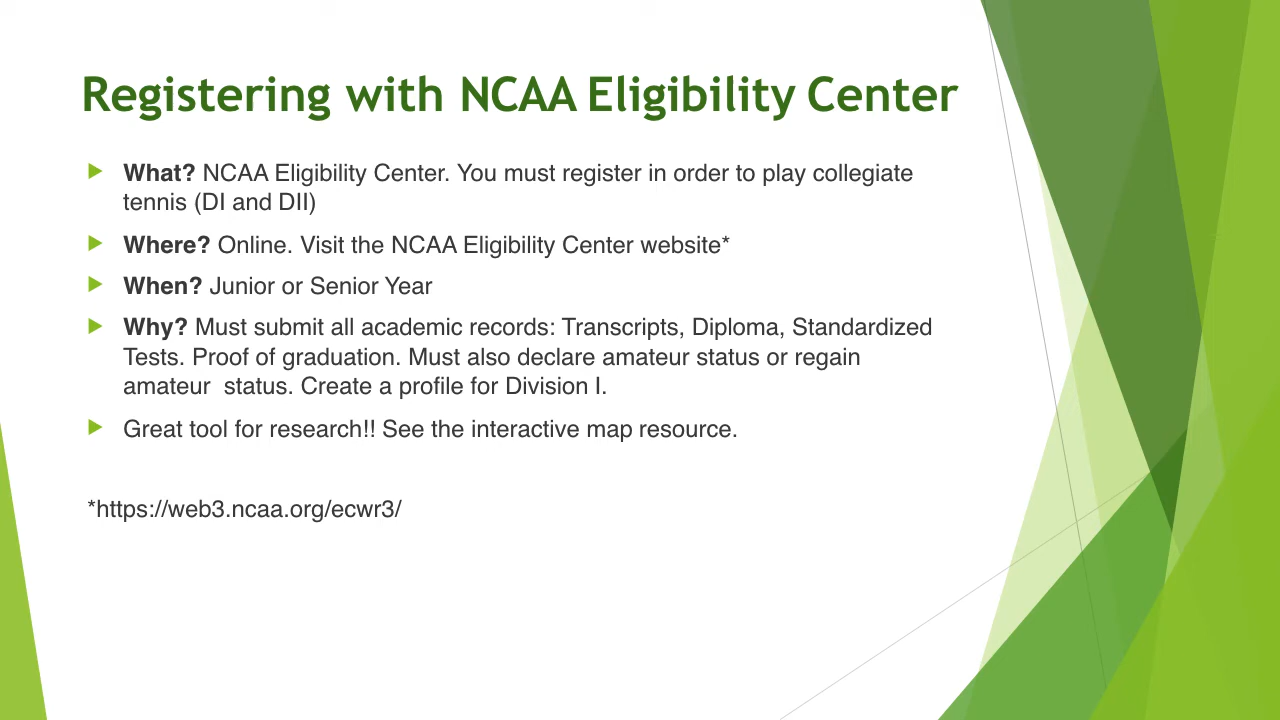 Registering with NCAA Eligibility Center
What? NCAA Eligibility Center. You must register in order to play collegiate
tennis (DI and DII)
Where? Online. Visit the NCAA Eligibility Center website*
When? Junior or Senior Year
Why? Must submit all academic records: Transcripts, Diploma, Standardized
Tests. Proof of graduation. Must also declare amateur status or regain
amateur  status. Create a profile for Division I.
Great tool for research!! See the interactive map resource.
*https://web3.ncaa.org/ecwr3/